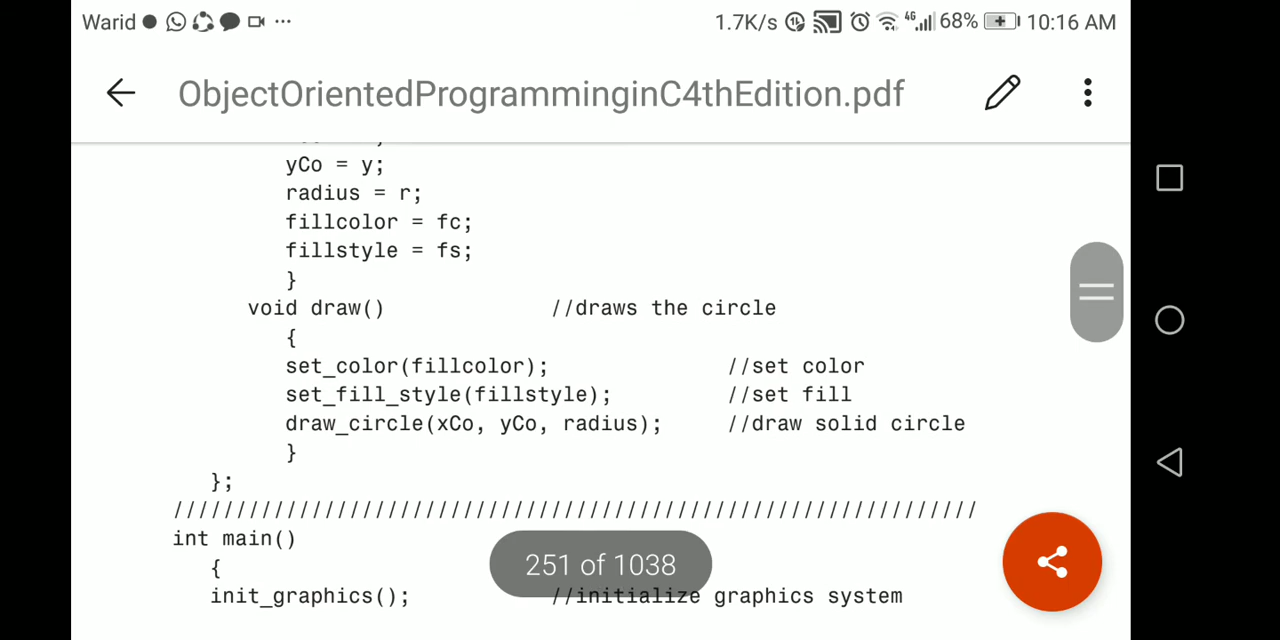 Warid
1.7K/s 4G 68% 10:16 AM
ObjectOrientedProgramminginC4thEdition.pdf
yCo = y;
radius = r;
fillcolor = fc;
fillstyle = fs;
}
void draw() //draws the circle
{
set_color(fillcolor); //set color
set_fill_style(fillstyle); //set fill
draw_circle(xCo, yCo, radius); //draw solid circle
}
};
////////////////////////////////////////////////////////////////
int main()
{
251 of 1038
init_graphics(); //initialize graphics system